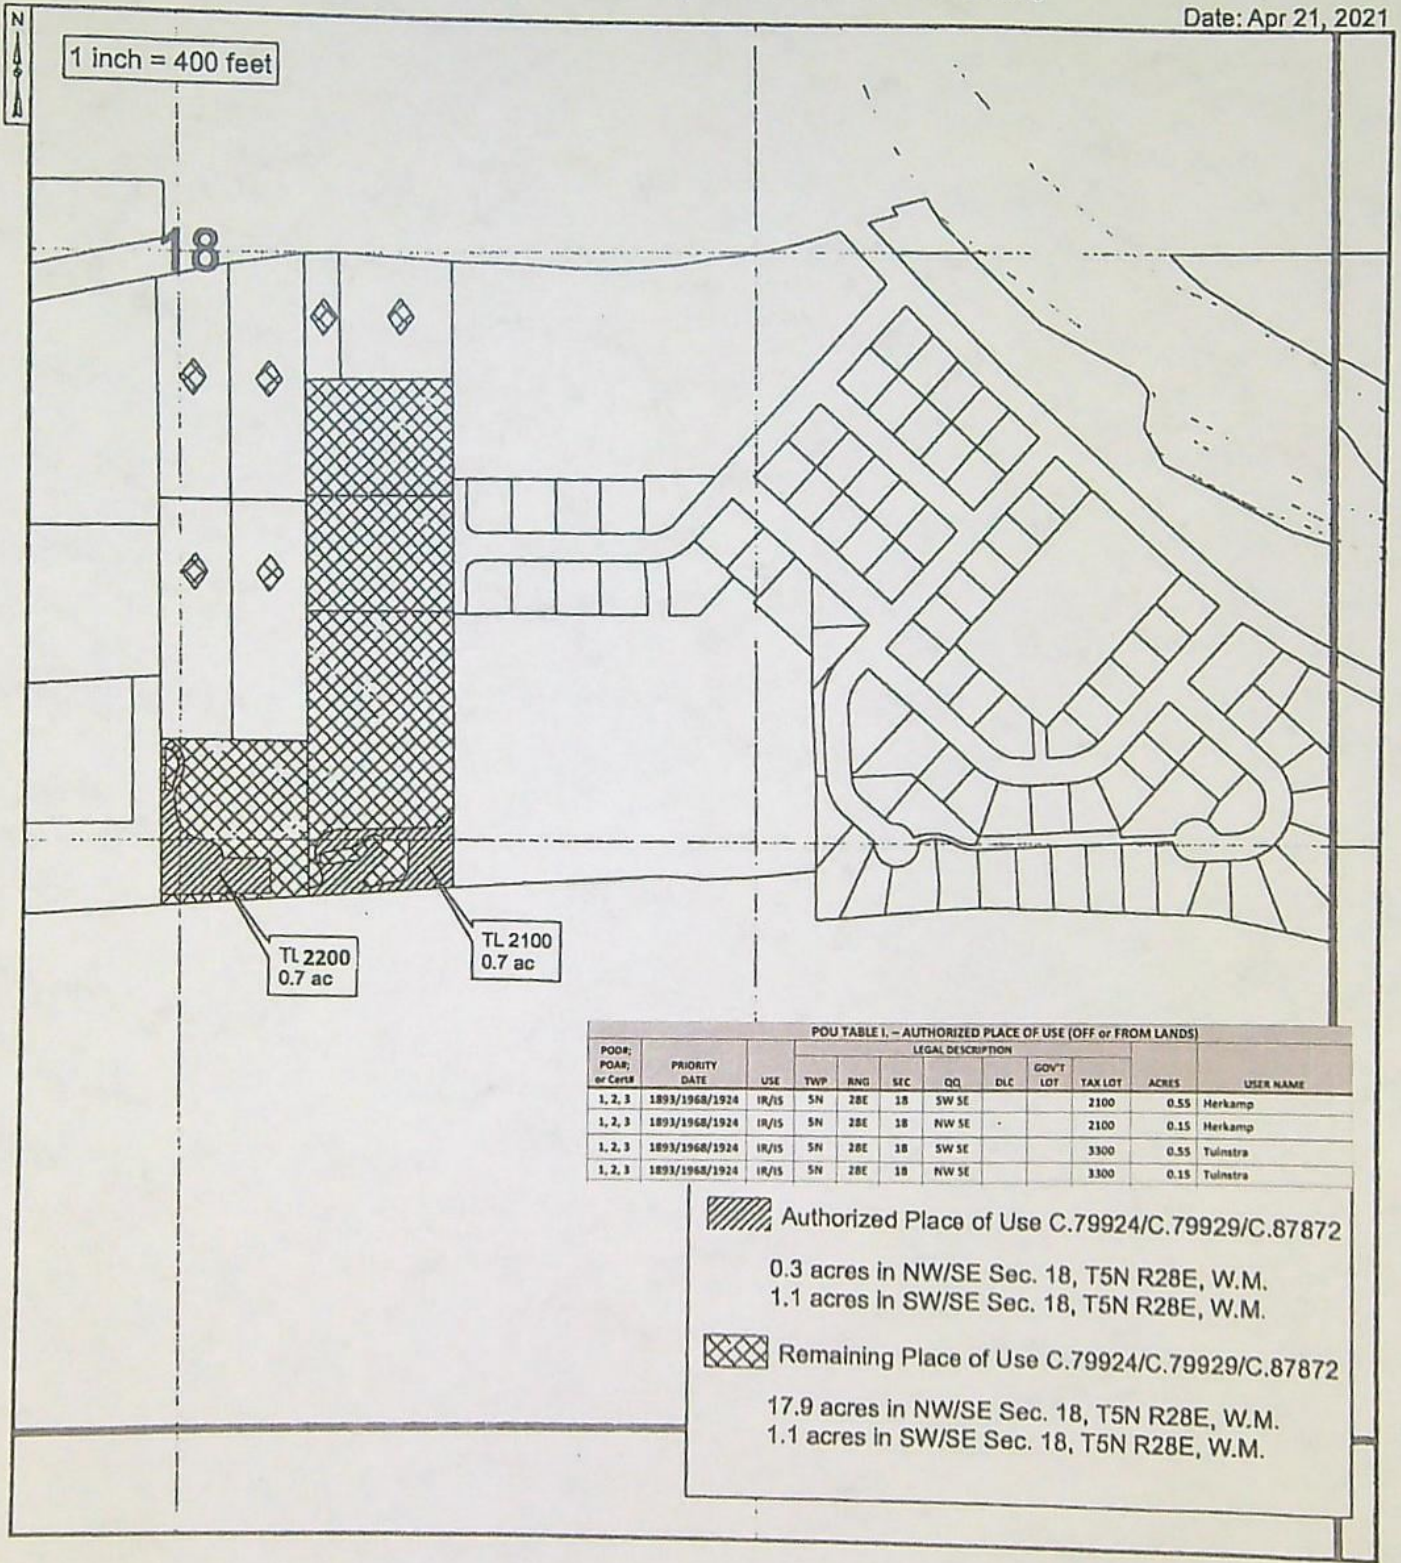 Date: Apr 21, 2021
N
1 inch = 400 feet
18
TL 2200
0.7 ac
TL 2100
0.7 ac
POU TABLE I. – AUTHORIZED PLACE OF USE (OFF or FROM LANDS)
LEGAL DESCRIPTION
POD#; POA#; or Cert# PRIORITY DATE USE TWP RNG SEC QQ DLC GOV'T LOT TAX LOT ACRES USER NAME
1, 2, 3 1893/1968/1924 IR/IS 5N 28E 18 SW SE 2100 0.55 Herkamp
1, 2, 3 1893/1968/1924 IR/IS 5N 28E 18 NW SE 2100 0.15 Herkamp
1, 2, 3 1893/1968/1924 IR/IS 5N 28E 18 SW SE 3300 0.55 Tuinstra
1, 2, 3 1893/1968/1924 IR/IS 5N 28E 18 NW SE 3300 0.15 Tuinstra
Authorized Place of Use C.79924/C.79929/C.87872
0.3 acres in NW/SE Sec. 18, T5N R28E, W.M.
1.1 acres in SW/SE Sec. 18, T5N R28E, W.M.
Remaining Place of Use C.79924/C.79929/C.87872
17.9 acres in NW/SE Sec. 18, T5N R28E, W.M.
1.1 acres in SW/SE Sec. 18, T5N R28E, W.M.